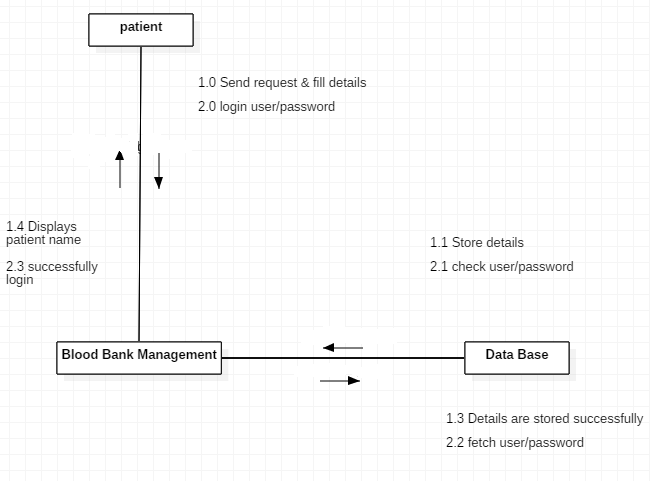 patient
1.0 Send request & fill details
2.0 login user/password
1.4 Displays
patient name
2.3 successfully
login
1.1 Store details
2.1 check user/password
Blood Bank Management
Data Base
1.3 Details are stored successfully
2.2 fetch user/password